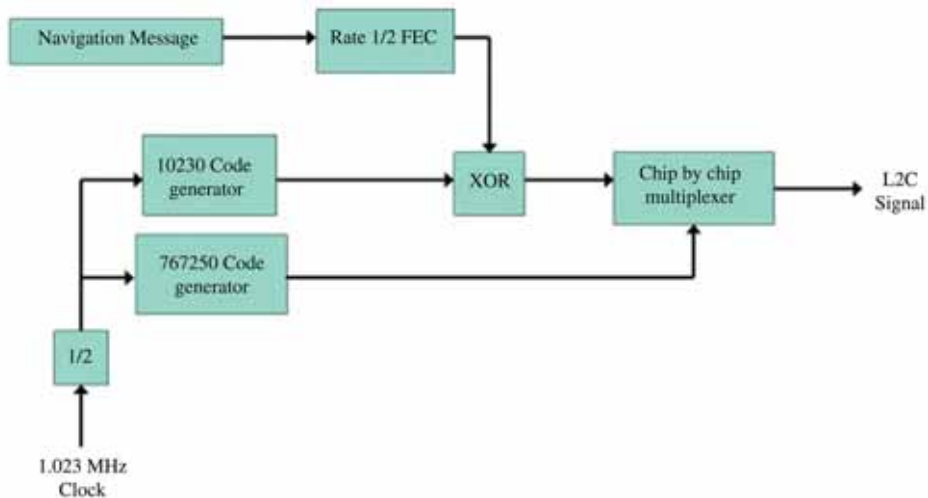 Navigation Message
Rate 1/2 FEC
10230 Code
generator
XOR
Chip by chip
multiplexer
L2C
Signal
767250 Code
generator
1/2
1.023 MHz
Clock